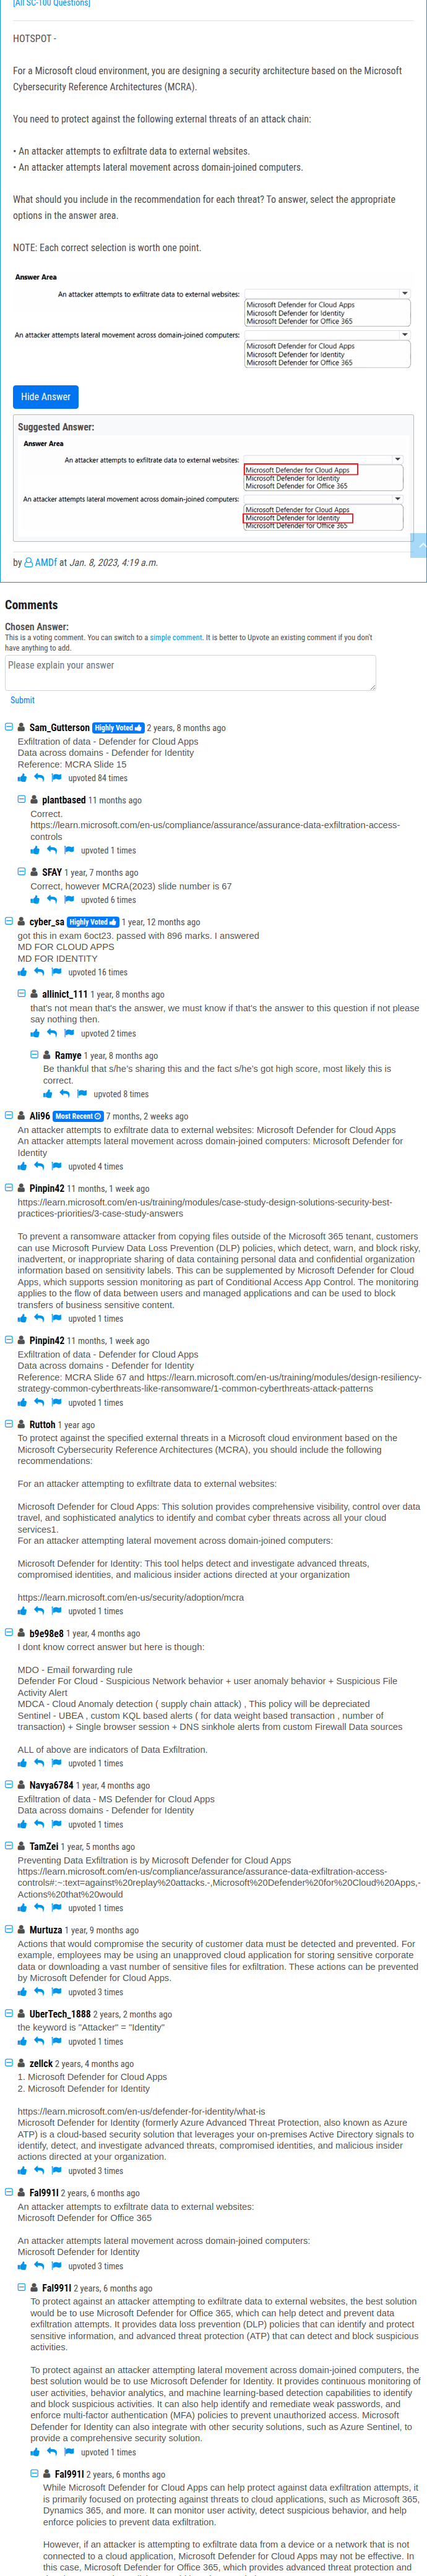 [All SC-100 Questions]
HOTSPOT -
For a Microsoft cloud environment, you are designing a security architecture based on the Microsoft
Cybersecurity Reference Architectures (MCRA).
You need to protect against the following external threats of an attack chain:
• An attacker attempts to exfiltrate data to external websites.
• An attacker attempts lateral movement across domain-joined computers.
What should you include in the recommendation for each threat? To answer, select the appropriate
options in the answer area.
NOTE: Each correct selection is worth one point.
Answer Area
An attacker attempts to exfiltrate data to external websites:
Microsoft Defender for Cloud Apps
Microsoft Defender for Identity
Microsoft Defender for Office 365
An attacker attempts lateral movement across domain-joined computers:
Microsoft Defender for Cloud Apps
Microsoft Defender for Identity
Microsoft Defender for Office 365
Hide Answer
Suggested Answer:
Answer Area
An attacker attempts to exfiltrate data to external websites:
Microsoft Defender for Cloud Apps
Microsoft Defender for Identity
Microsoft Defender for Office 365
An attacker attempts lateral movement across domain-joined computers:
Microsoft Defender for Cloud Apps
Microsoft Defender for Identity
Microsoft Defender for Office 365
by AMDf at Jan. 8, 2023, 4:19 a.m.
Comments
Chosen Answer:
This is a voting comment. You can switch to a simple comment. It is better to Upvote an existing comment if you don't
have anything to add.
Please explain your answer
Submit
Sam_Gutterson Highly Voted 2 years, 8 months ago
Exfiltration of data - Defender for Cloud Apps
Data across domains - Defender for Identity
Reference: MCRA Slide 15
upvoted 84 times
plantbased 11 months ago
Correct.
https://learn.microsoft.com/en-us/compliance/assurance/assurance-data-exfiltration-access-
controls
upvoted 1 times
SFAY 1 year, 7 months ago
Correct, however MCRA(2023) slide number is 67
upvoted 6 times
cyber_sa Highly Voted 1 year, 12 months ago
got this in exam 6oct23. passed with 896 marks. I answered
MD FOR CLOUD APPS
MD FOR IDENTITY
upvoted 16 times
allinict_111 1 year, 8 months ago
that's not mean that's the answer, we must know if that's the answer to this question if not please
say nothing then.
upvoted 2 times
Ramye 1 year, 8 months ago
Be thankful that s/he's sharing this and the fact s/he's got high score, most likely this is
correct.
upvoted 8 times
Ali96 Most Recent 7 months, 2 weeks ago
An attacker attempts to exfiltrate data to external websites: Microsoft Defender for Cloud Apps
An attacker attempts lateral movement across domain-joined computers: Microsoft Defender for
Identity
upvoted 4 times
Pinpin42 11 months, 1 week ago
https://learn.microsoft.com/en-us/training/modules/case-study-design-solutions-security-best-
practices-priorities/3-case-study-answers
To prevent a ransomware attacker from copying files outside of the Microsoft 365 tenant, customers
can use Microsoft Purview Data Loss Prevention (DLP) policies, which detect, warn, and block risky,
inadvertent, or inappropriate sharing of data containing personal data and confidential organization
information based on sensitivity labels. This can be supplemented by Microsoft Defender for Cloud
Apps, which supports session monitoring as part of Conditional Access App Control. The monitoring
applies to the flow of data between users and managed applications and can be used to block
transfers of business sensitive content.
upvoted 1 times
Pinpin42 11 months, 1 week ago
Exfiltration of data - Defender for Cloud Apps
Data across domains - Defender for Identity
Reference: MCRA Slide 67 and https://learn.microsoft.com/en-us/training/modules/design-resiliency-
strategy-common-cyberthreats-like-ransomware/1-common-cyberthreats-attack-patterns
upvoted 1 times
Ruttoh 1 year ago
To protect against the specified external threats in a Microsoft cloud environment based on the
Microsoft Cybersecurity Reference Architectures (MCRA), you should include the following
recommendations:
For an attacker attempting to exfiltrate data to external websites:
Microsoft Defender for Cloud Apps: This solution provides comprehensive visibility, control over data
travel, and sophisticated analytics to identify and combat cyber threats across all your cloud
services1.
For an attacker attempting lateral movement across domain-joined computers:
Microsoft Defender for Identity: This tool helps detect and investigate advanced threats,
compromised identities, and malicious insider actions directed at your organization
https://learn.microsoft.com/en-us/security/adoption/mcra
upvoted 1 times
b9e98e8 1 year, 4 months ago
I dont know correct answer but here is though:
MDO - Email forwarding rule
Defender For Cloud - Suspicious Network behavior + user anomaly behavior + Suspicious File
Activity Alert
MDCA - Cloud Anomaly detection ( supply chain attack) , This policy will be depreciated
Sentinel - UBEA , custom KQL based alerts ( for data weight based transaction , number of
transaction) + Single browser session + DNS sinkhole alerts from custom Firewall Data sources
ALL of above are indicators of Data Exfiltration.
upvoted 1 times
Navya6784 1 year, 4 months ago
Exfiltration of data - MS Defender for Cloud Apps
Data across domains - Defender for Identity
upvoted 1 times
TamZei 1 year, 5 months ago
Preventing Data Exfiltration is by Microsoft Defender for Cloud Apps
https://learn.microsoft.com/en-us/compliance/assurance/assurance-data-exfiltration-access-
controls#:~:text=against%20replay%20attacks.-,Microsoft%20Defender%20for%20Cloud%20Apps,-
Actions%20that%20would
upvoted 1 times
Murtuza 1 year, 9 months ago
Actions that would compromise the security of customer data must be detected and prevented. For
example, employees may be using an unapproved cloud application for storing sensitive corporate
data or downloading a vast number of sensitive files for exfiltration. These actions can be prevented
by Microsoft Defender for Cloud Apps.
upvoted 3 times
UberTech_1888 2 years, 2 months ago
the keyword is "Attacker" = "Identity"
upvoted 1 times
zellck 2 years, 4 months ago
1. Microsoft Defender for Cloud Apps
2. Microsoft Defender for Identity
https://learn.microsoft.com/en-us/defender-for-identity/what-is
Microsoft Defender for Identity (formerly Azure Advanced Threat Protection, also known as Azure
ATP) is a cloud-based security solution that leverages your on-premises Active Directory signals to
identify, detect, and investigate advanced threats, compromised identities, and malicious insider
actions directed at your organization.
upvoted 3 times
Fal991l 2 years, 6 months ago
An attacker attempts to exfiltrate data to external websites:
Microsoft Defender for Office 365
An attacker attempts lateral movement across domain-joined computers:
Microsoft Defender for Identity
upvoted 3 times
Fal991l 2 years, 6 months ago
To protect against an attacker attempting to exfiltrate data to external websites, the best solution
would be to use Microsoft Defender for Office 365, which can help detect and prevent data
exfiltration attempts. It provides data loss prevention (DLP) policies that can identify and protect
sensitive information, and advanced threat protection (ATP) that can detect and block suspicious
activities.
To protect against an attacker attempting lateral movement across domain-joined computers, the
best solution would be to use Microsoft Defender for Identity. It provides continuous monitoring of
user activities, behavior analytics, and machine learning-based detection capabilities to identify
and block suspicious activities. It can also help identify and remediate weak passwords, and
enforce multi-factor authentication (MFA) policies to prevent unauthorized access. Microsoft
Defender for Identity can also integrate with other security solutions, such as Azure Sentinel, to
provide a comprehensive security solution.
upvoted 1 times
Fal991l 2 years, 6 months ago
While Microsoft Defender for Cloud Apps can help protect against data exfiltration attempts, it
is primarily focused on protecting against threats to cloud applications, such as Microsoft 365,
Dynamics 365, and more. It can monitor user activity, detect suspicious behavior, and help
enforce policies to prevent data exfiltration.
However, if an attacker is attempting to exfiltrate data from a device or a network that is not
connected to a cloud application, Microsoft Defender for Cloud Apps may not be effective. In
this case, Microsoft Defender for Office 365, which provides advanced threat protection and